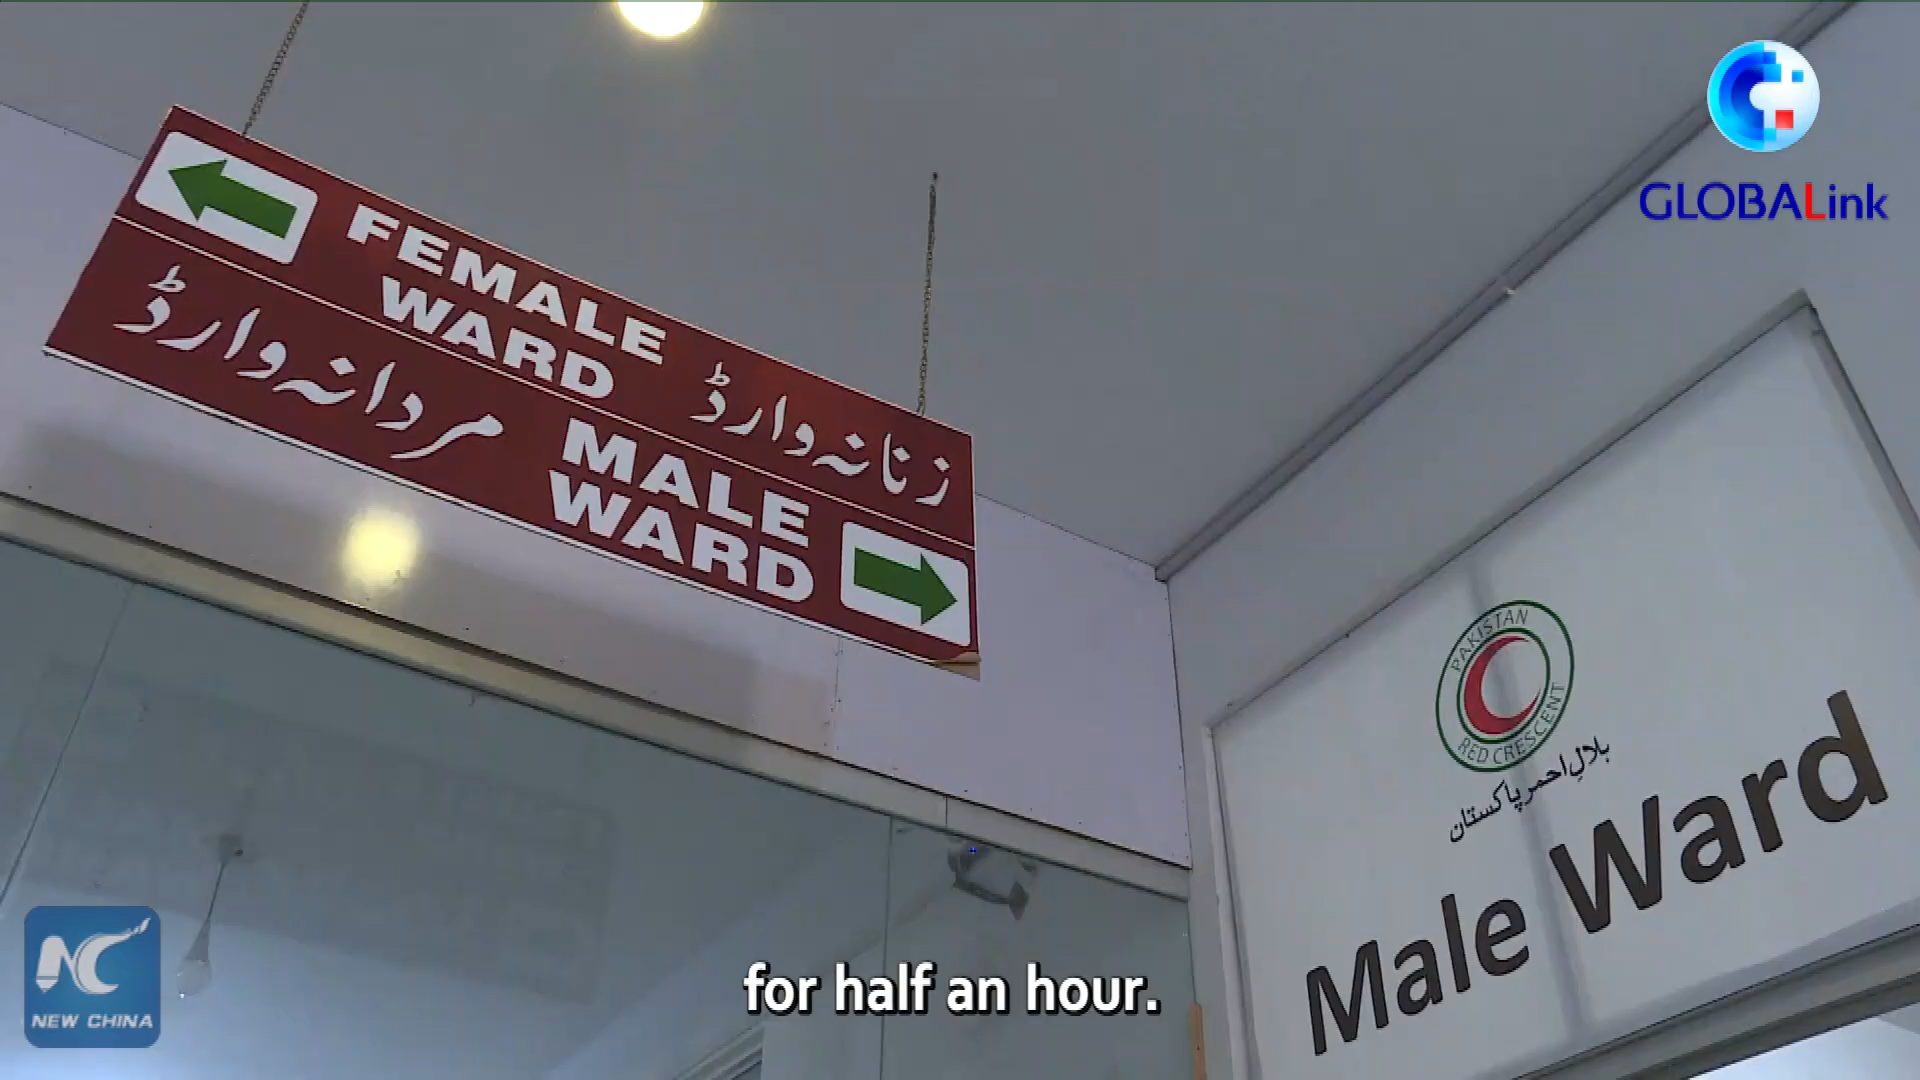 GLOBALink
FEMALE
WARD
زنانہ وارڈ
مردانہ وارڈ
MALE
WARD
PAKISTAN
RED CRESCENT
ہلالِ احمر پاکستان
Male Ward
for half an hour.
NC
NEW CHINA